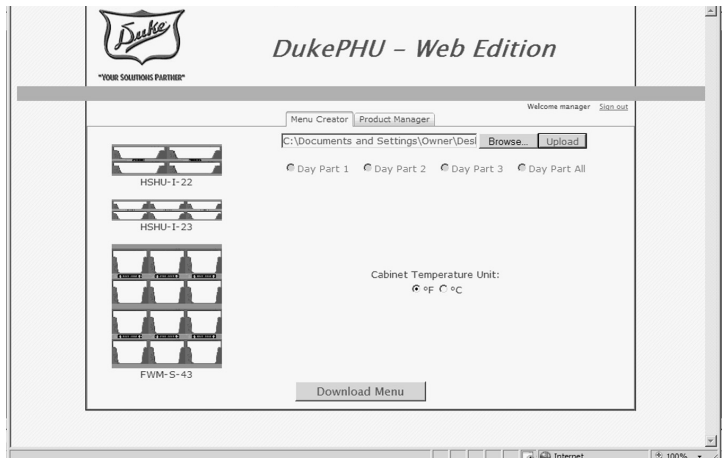 Duke
"YOUR SOLUTIONS PARTNER"
DukePHU – Web Edition
Welcome manager Sign out
Menu Creator Product Manager
C:\Documents and Settings\Owner\Desl Browse... Upload
Day Part 1 Day Part 2 Day Part 3 Day Part All
HSHU-I-22
HSHU-I-23
Cabinet Temperature Unit:
ºF ºC
FWM-S-43
Download Menu
Internet 100%